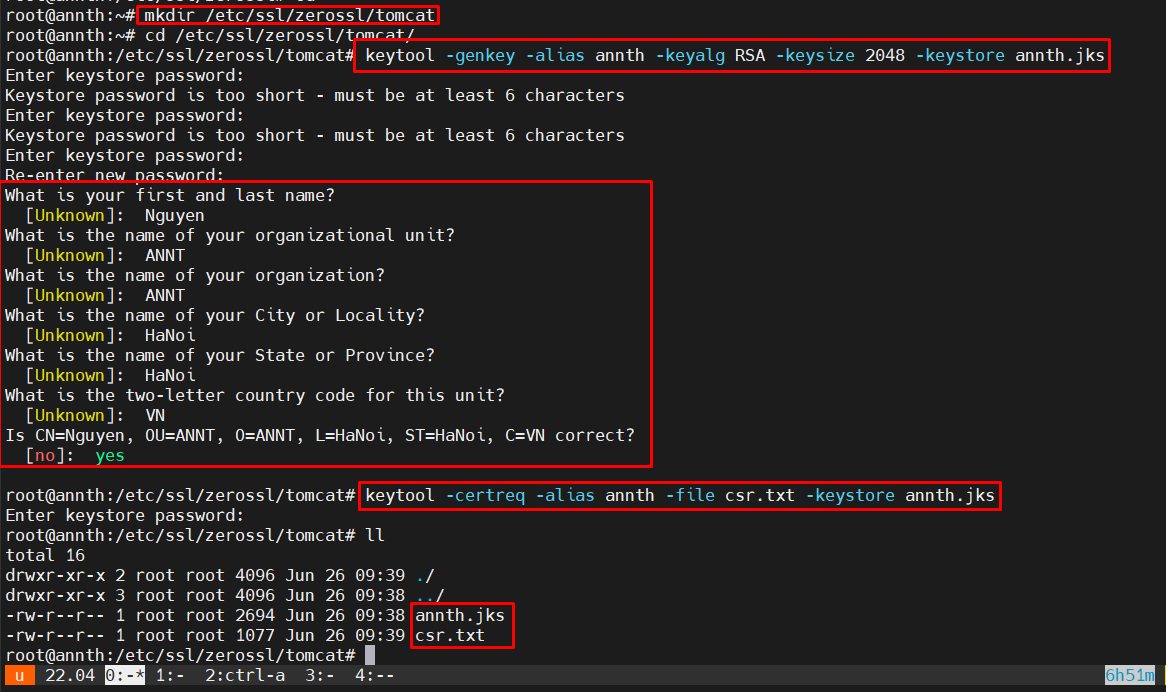 root@annth:~# mkdir /etc/ssl/zerossl/tomcat
root@annth:~# cd /etc/ssl/zerossl/tomcat/
root@annth:/etc/ssl/zerossl/tomcat# keytool -genkey -alias annth -keyalg RSA -keysize 2048 -keystore annth.jks
Enter keystore password:
Keystore password is too short - must be at least 6 characters
Enter keystore password:
Keystore password is too short - must be at least 6 characters
Enter keystore password:
Re-enter new password:
What is your first and last name?
  [Unknown]:  Nguyen
What is the name of your organizational unit?
  [Unknown]:  ANNT
What is the name of your organization?
  [Unknown]:  ANNT
What is the name of your City or Locality?
  [Unknown]:  HaNoi
What is the name of your State or Province?
  [Unknown]:  HaNoi
What is the two-letter country code for this unit?
  [Unknown]:  VN
Is CN=Nguyen, OU=ANNT, O=ANNT, L=HaNoi, ST=HaNoi, C=VN correct?
  [no]:  yes
root@annth:/etc/ssl/zerossl/tomcat# keytool -certreq -alias annth -file csr.txt -keystore annth.jks
Enter keystore password:
root@annth:/etc/ssl/zerossl/tomcat# ll
total 16
drwxr-xr-x 2 root root 4096 Jun 26 09:39 ./
drwxr-xr-x 3 root root 4096 Jun 26 09:38 ../
-rw-r--r-- 1 root root 2694 Jun 26 09:38 annth.jks
-rw-r--r-- 1 root root 1077 Jun 26 09:39 csr.txt
root@annth:/etc/ssl/zerossl/tomcat#
u 22.04 0:-* 1:- 2:ctrl-a 3:- 4:-- 6h51m